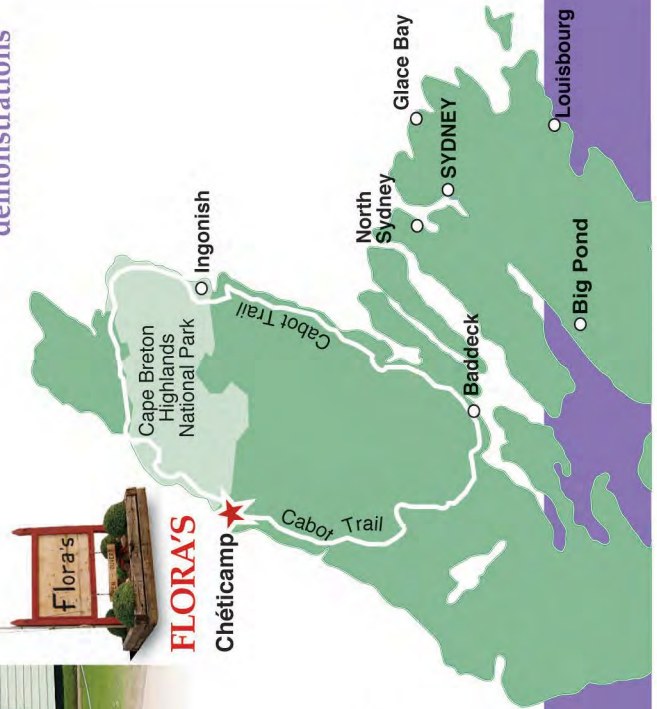 demonstrations
Flora's
FLORA'S
Chéticamp
Cape Breton
Highlands
National Park
Ingonish
Cabot Trail
Cabot Trail
North
Sydney
Glace Bay
SYDNEY
Louisbourg
Baddeck
Big Pond